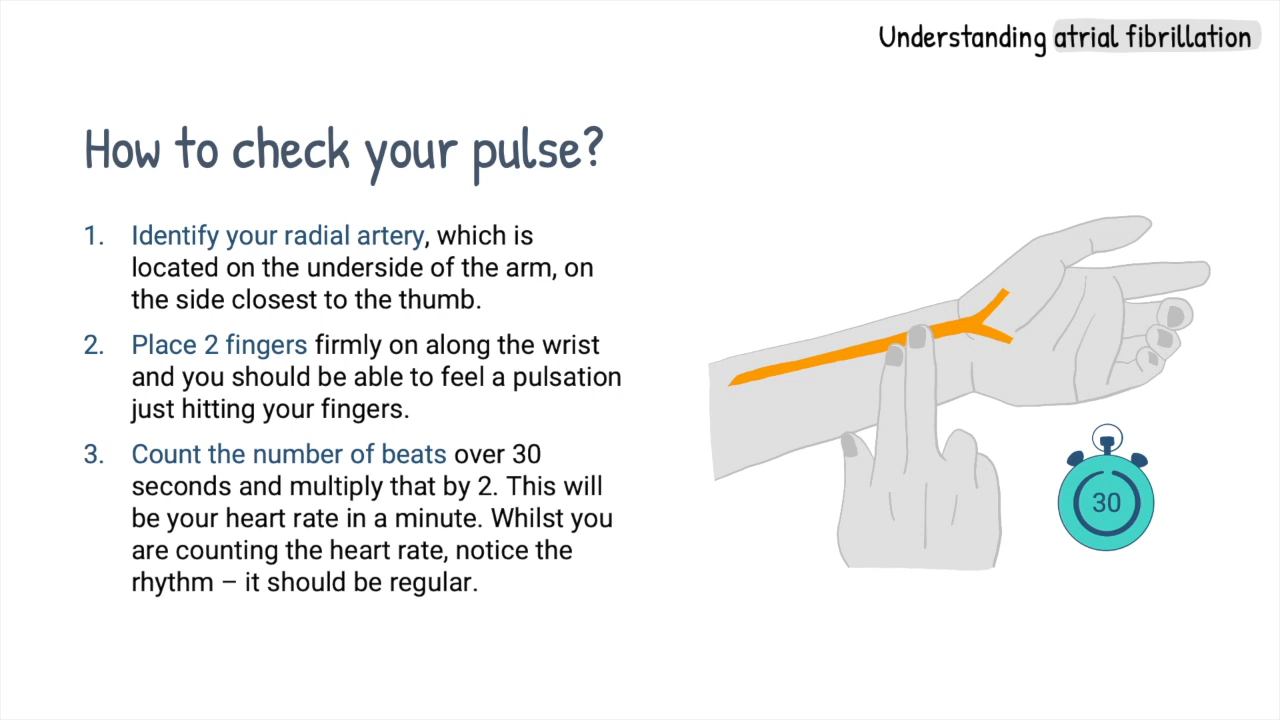 Understanding atrial fibrillation
How to check your pulse?
1. Identify your radial artery, which is
located on the underside of the arm, on
the side closest to the thumb.
2. Place 2 fingers firmly on along the wrist
and you should be able to feel a pulsation
just hitting your fingers.
3. Count the number of beats over 30
seconds and multiply that by 2. This will
be your heart rate in a minute. Whilst you
are counting the heart rate, notice the
rhythm – it should be regular.
30